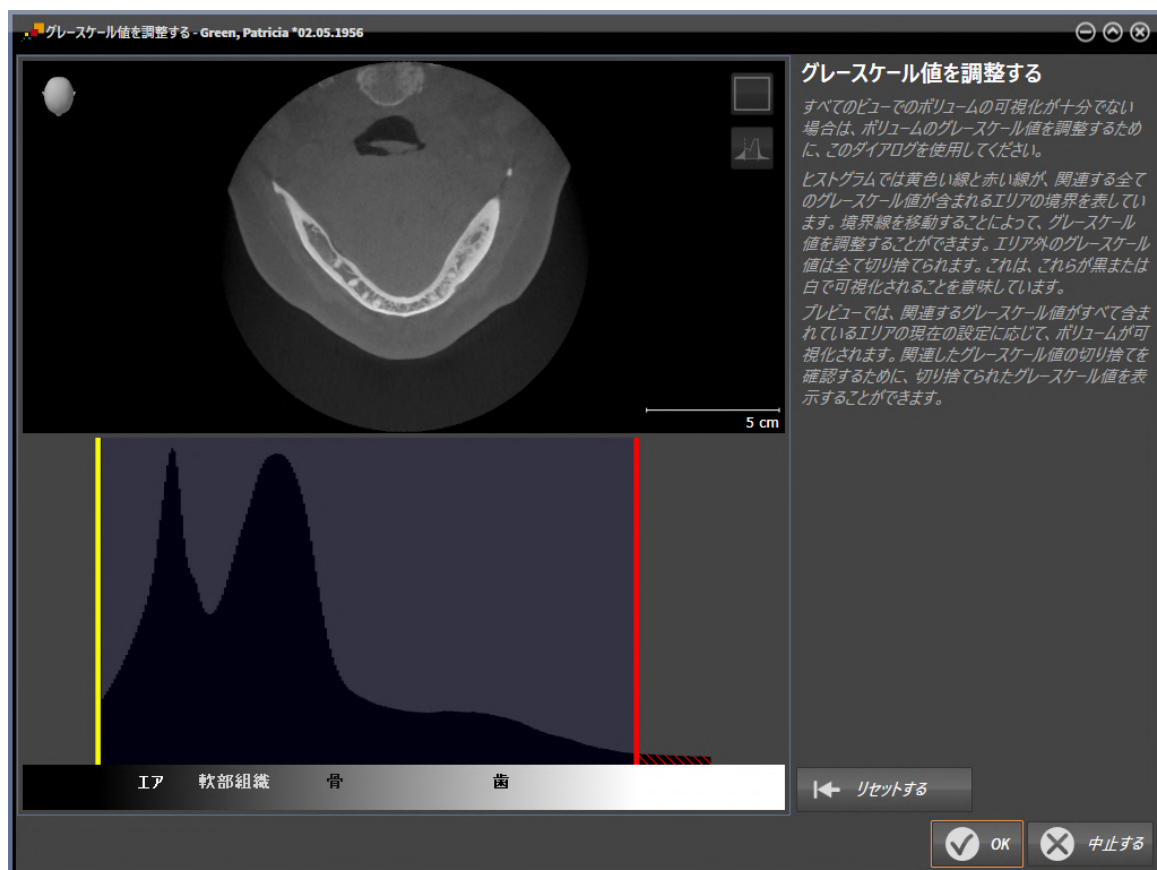 グレースケール値を調整する - Green, Patricia *02.05.1956
5 cm
エア 軟部組織 骨 歯
グレースケール値を調整する
すべてのビューでのボリュームの可視化が十分でない
場合は、ボリュームのグレースケール値を調整するため
に、このダイアログを使用してください。
ヒストグラムでは黄色い線と赤い線が、関連する全て
のグレースケール値が含まれるエリアの境界を表してい
ます。境界線を移動することによって、グレースケール
値を調整することができます。エリア外のグレースケール
値は全て切り捨てられます。これは、これらが黒または
白で可視化されることを意味しています。
プレビューでは、関連するグレースケール値がすべて含ま
れているエリアの現在の設定に応じて、ボリュームが可
視化されます。関連したグレースケール値の切り捨てを
確認するために、切り捨てられたグレースケール値を表
示することができます。
リセットする
OK 中止する